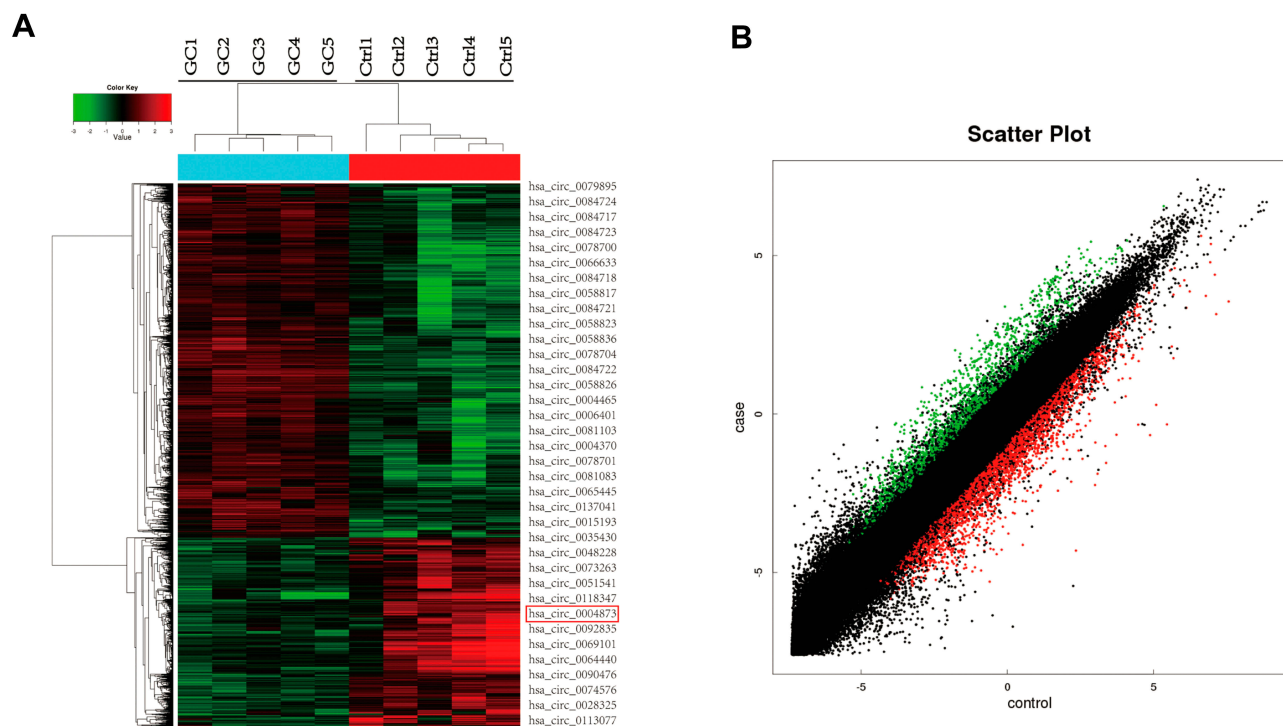 A
GC1 GC2 GC3 GC4 GC5 Ctrl1 Ctrl2 Ctrl3 Ctrl4 Ctrl5
Color Key
-3 -2 -1 0 1 2 3
Value
hsa_circ_0079895
hsa_circ_0084724
hsa_circ_0084717
hsa_circ_0084723
hsa_circ_0078700
hsa_circ_0066633
hsa_circ_0084718
hsa_circ_0058817
hsa_circ_0084721
hsa_circ_0058823
hsa_circ_0058836
hsa_circ_0078704
hsa_circ_0084722
hsa_circ_0058826
hsa_circ_0004465
hsa_circ_0006401
hsa_circ_0081103
hsa_circ_0004370
hsa_circ_0078701
hsa_circ_0081083
hsa_circ_0065445
hsa_circ_0137041
hsa_circ_0015193
hsa_circ_0035430
hsa_circ_0048228
hsa_circ_0073263
hsa_circ_0051541
hsa_circ_0118347
hsa_circ_0004873
hsa_circ_0092835
hsa_circ_0069101
hsa_circ_0064440
hsa_circ_0090476
hsa_circ_0074576
hsa_circ_0028325
hsa_circ_0113077
B
Scatter Plot
5
0
-5
case
-5 0 5
control